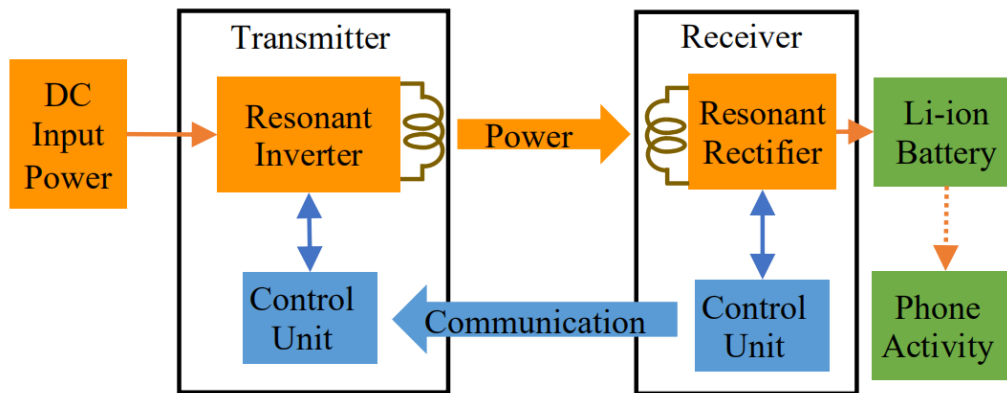 Transmitter
Receiver
DC
Input
Power
Resonant
Inverter
Power
Resonant
Rectifier
Li-ion
Battery
Control
Unit
Communication
Control
Unit
Phone
Activity